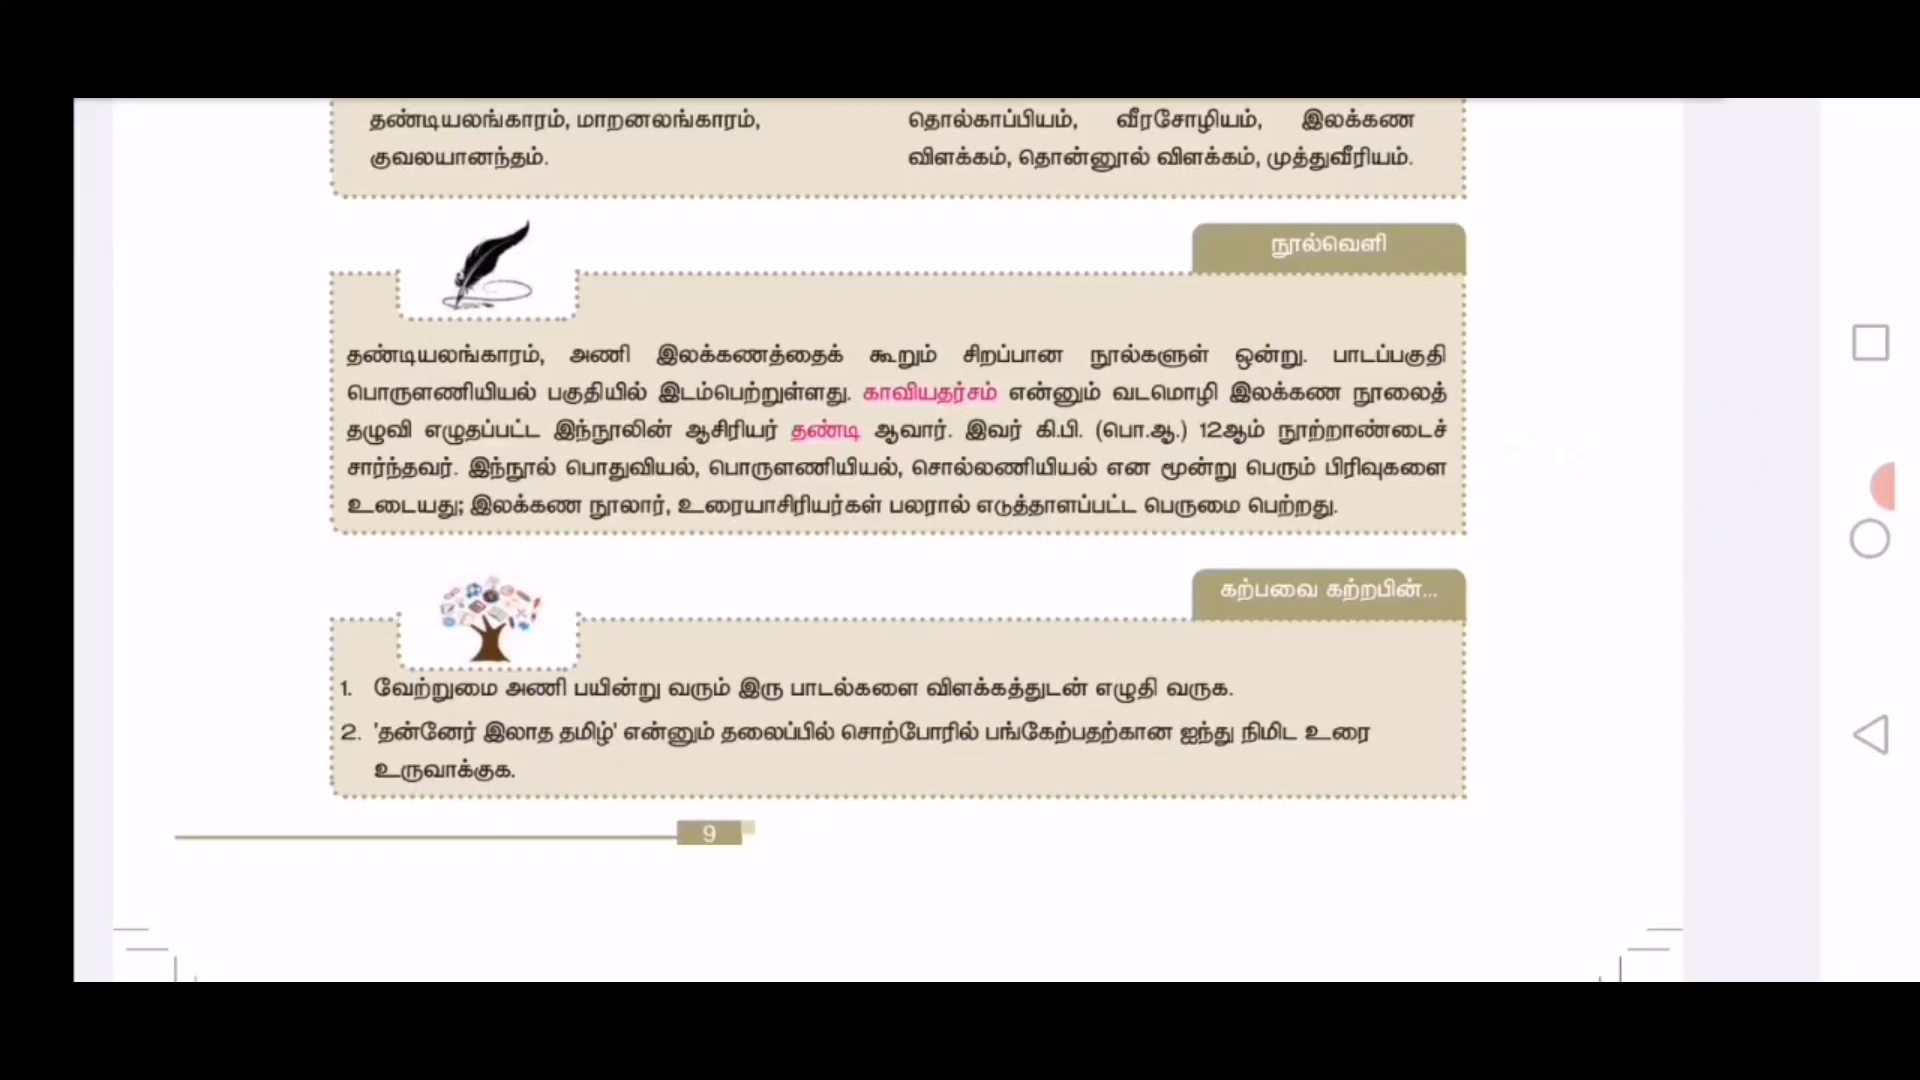 தண்டியலங்காரம், மாறனலங்காரம்,
குவலயானந்தம்.
தொல்காப்பியம், வீரசோழியம், இலக்கண
விளக்கம், தொன்னூல் விளக்கம், முத்துவீரியம்.
நூல்வெளி
தண்டியலங்காரம், அணி இலக்கணத்தைக் கூறும் சிறப்பான நூல்களுள் ஒன்று. பாடப்பகுதி
பொருளணியியல் பகுதியில் இடம்பெற்றுள்ளது. காவியதர்சம் என்னும் வடமொழி இலக்கண நூலைத்
தழுவி எழுதப்பட்ட இந்நூலின் ஆசிரியர் தண்டி ஆவார். இவர் கி.பி. (பொ.ஆ.) 12ஆம் நூற்றாண்டைச்
சார்ந்தவர். இந்நூல் பொதுவியல், பொருளணியியல், சொல்லணியியல் என மூன்று பெரும் பிரிவுகளை
உடையது; இலக்கண நூலார், உரையாசிரியர்கள் பலரால் எடுத்தாளப்பட்ட பெருமை பெற்றது.
கற்பவை கற்றபின்...
1. வேற்றுமை அணி பயின்று வரும் இரு பாடல்களை விளக்கத்துடன் எழுதி வருக.
2. 'தன்னேர் இலாத தமிழ்' என்னும் தலைப்பில் சொற்போரில் பங்கேற்பதற்கான ஐந்து நிமிட உரை
உருவாக்குக.
9